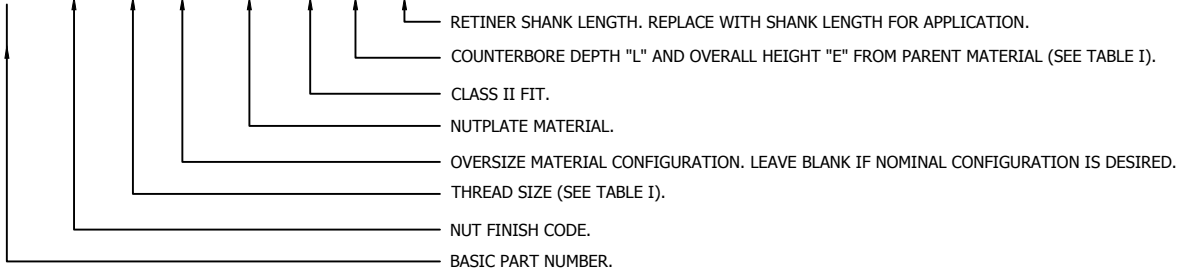 RETINER SHANK LENGTH. REPLACE WITH SHANK LENGTH FOR APPLICATION.
COUNTERBORE DEPTH "L" AND OVERALL HEIGHT "E" FROM PARENT MATERIAL (SEE TABLE I).
CLASS II FIT.
NUTPLATE MATERIAL.
OVERSIZE MATERIAL CONFIGURATION. LEAVE BLANK IF NOMINAL CONFIGURATION IS DESIRED.
THREAD SIZE (SEE TABLE I).
NUT FINISH CODE.
BASIC PART NUMBER.